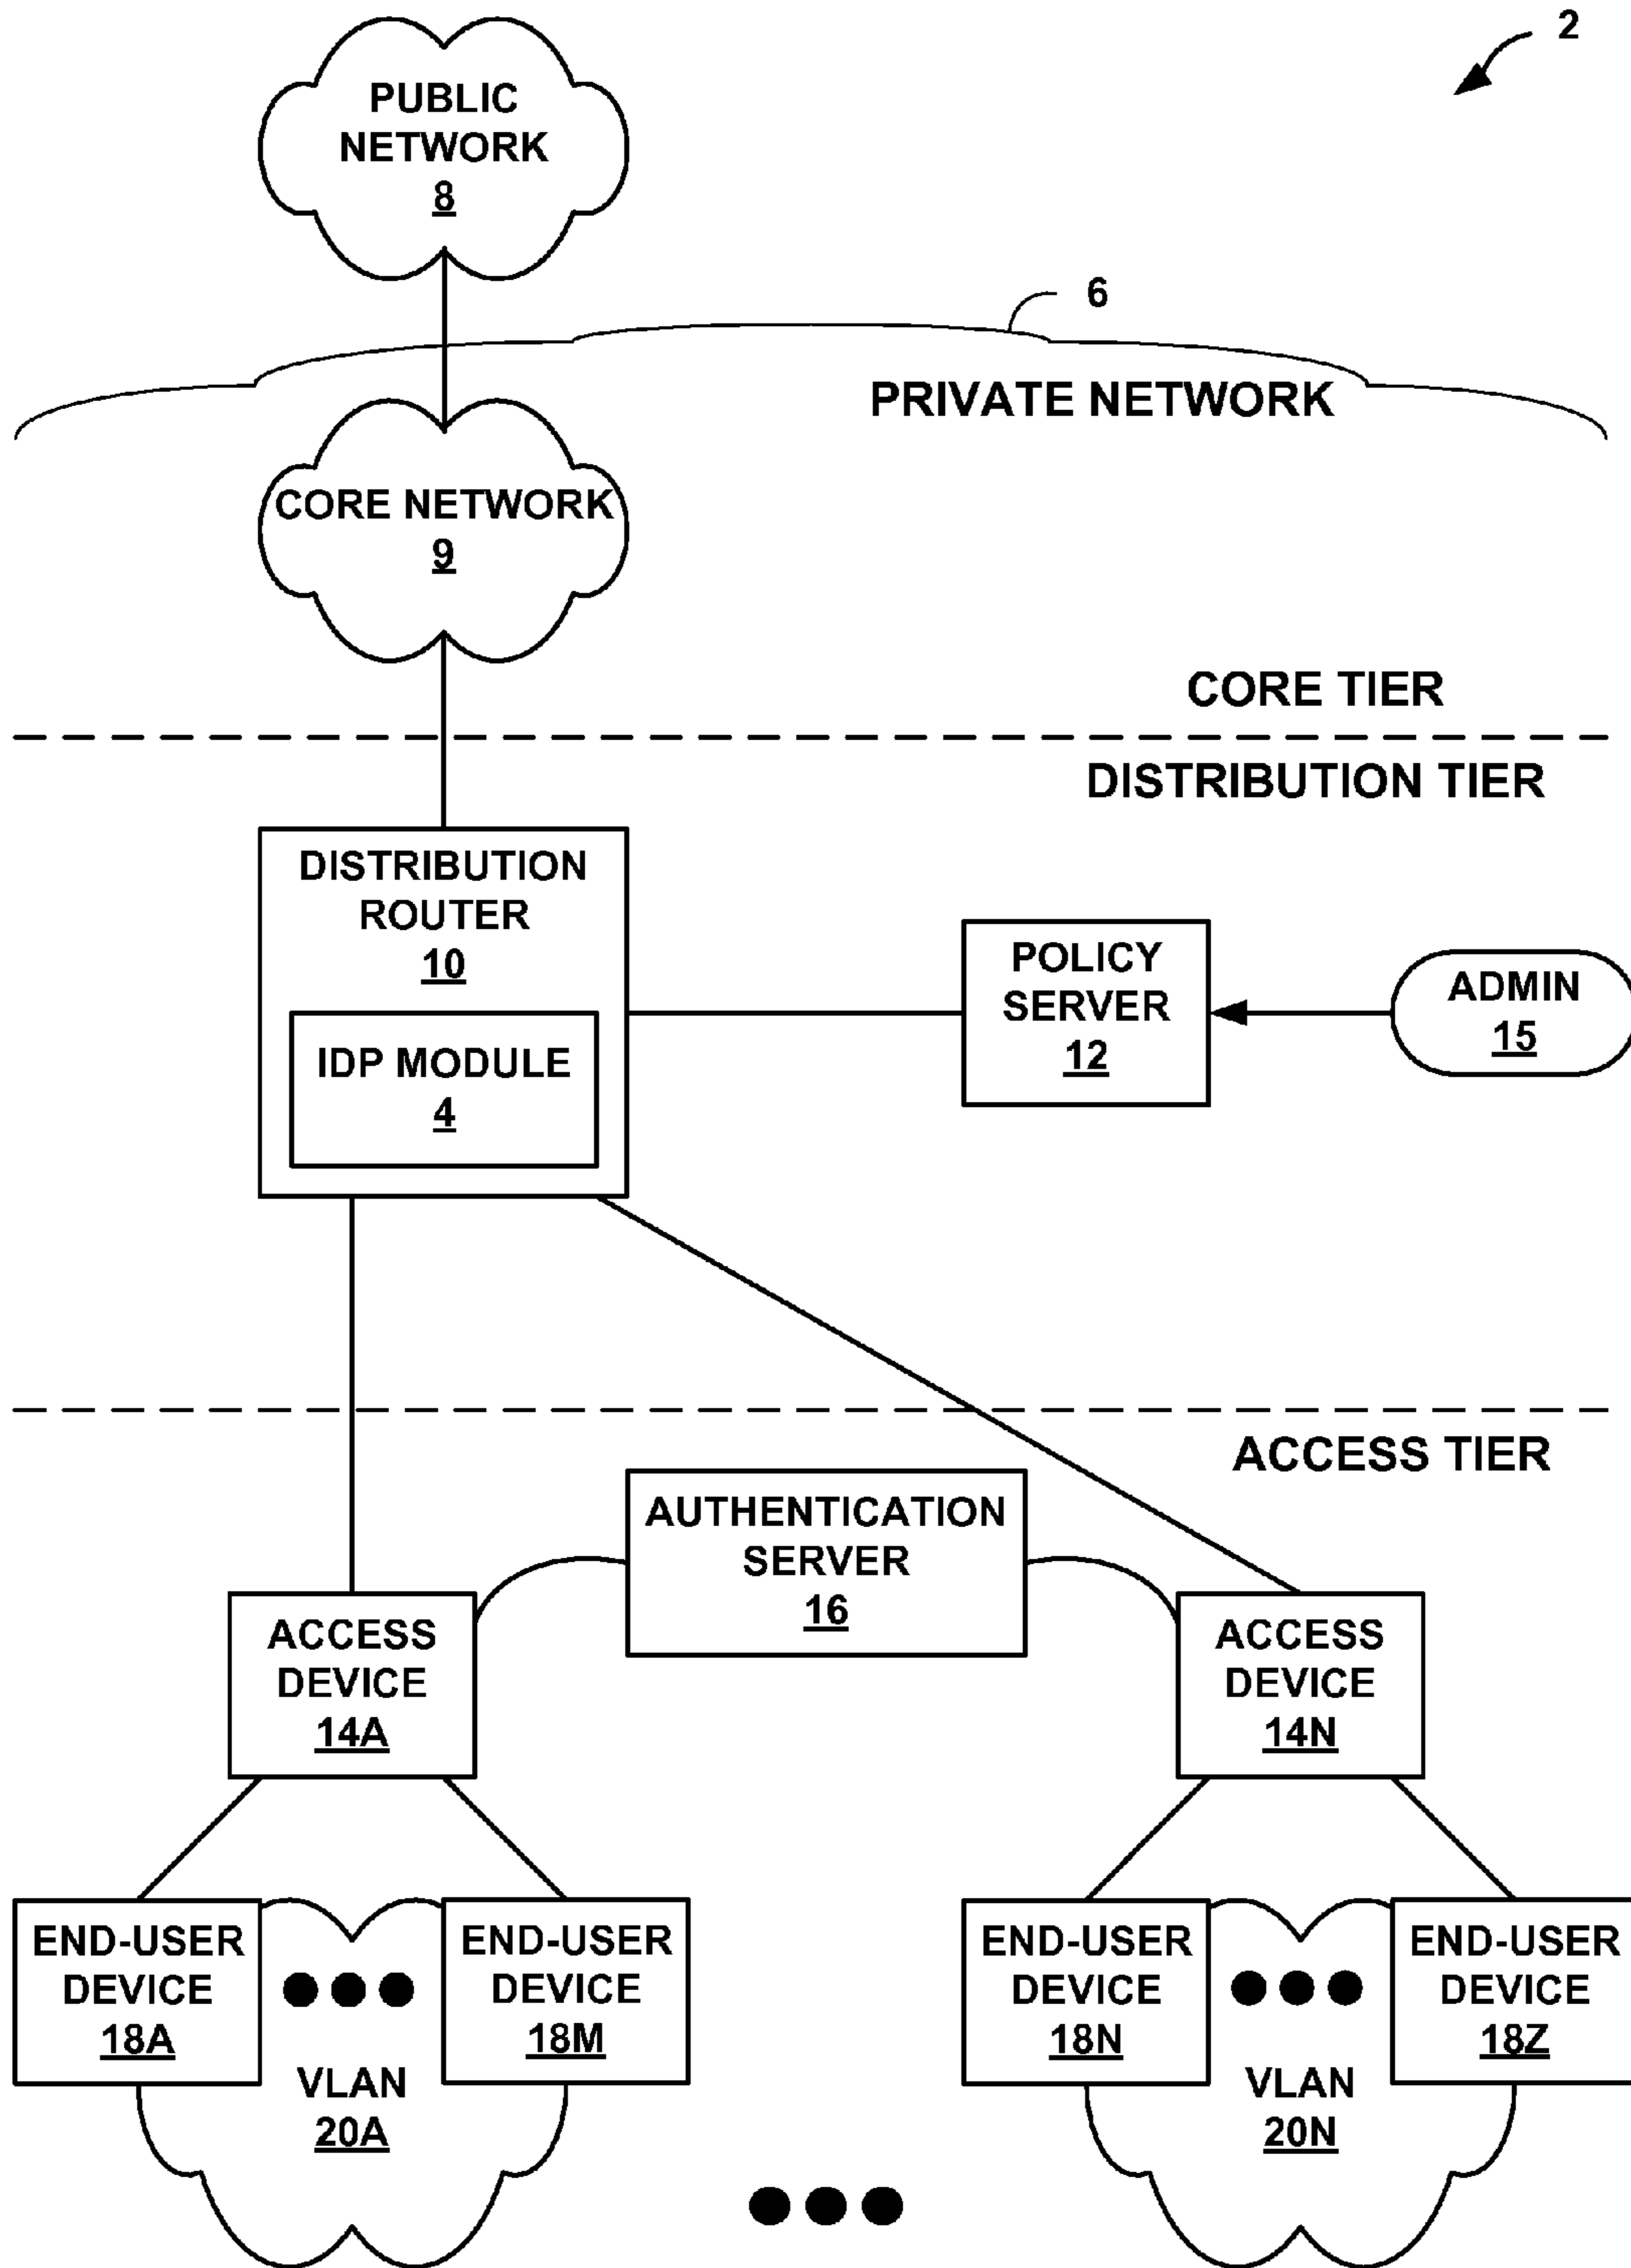 2
PUBLIC
NETWORK
8
6
PRIVATE NETWORK
CORE NETWORK
9
CORE TIER
DISTRIBUTION TIER
DISTRIBUTION
ROUTER
10
IDP MODULE
4
POLICY
SERVER
12
ADMIN
15
ACCESS TIER
AUTHENTICATION
SERVER
16
ACCESS
DEVICE
14A
ACCESS
DEVICE
14N
END-USER
DEVICE
18A
END-USER
DEVICE
18M
VLAN
20A
END-USER
DEVICE
18N
END-USER
DEVICE
18Z
VLAN
20N